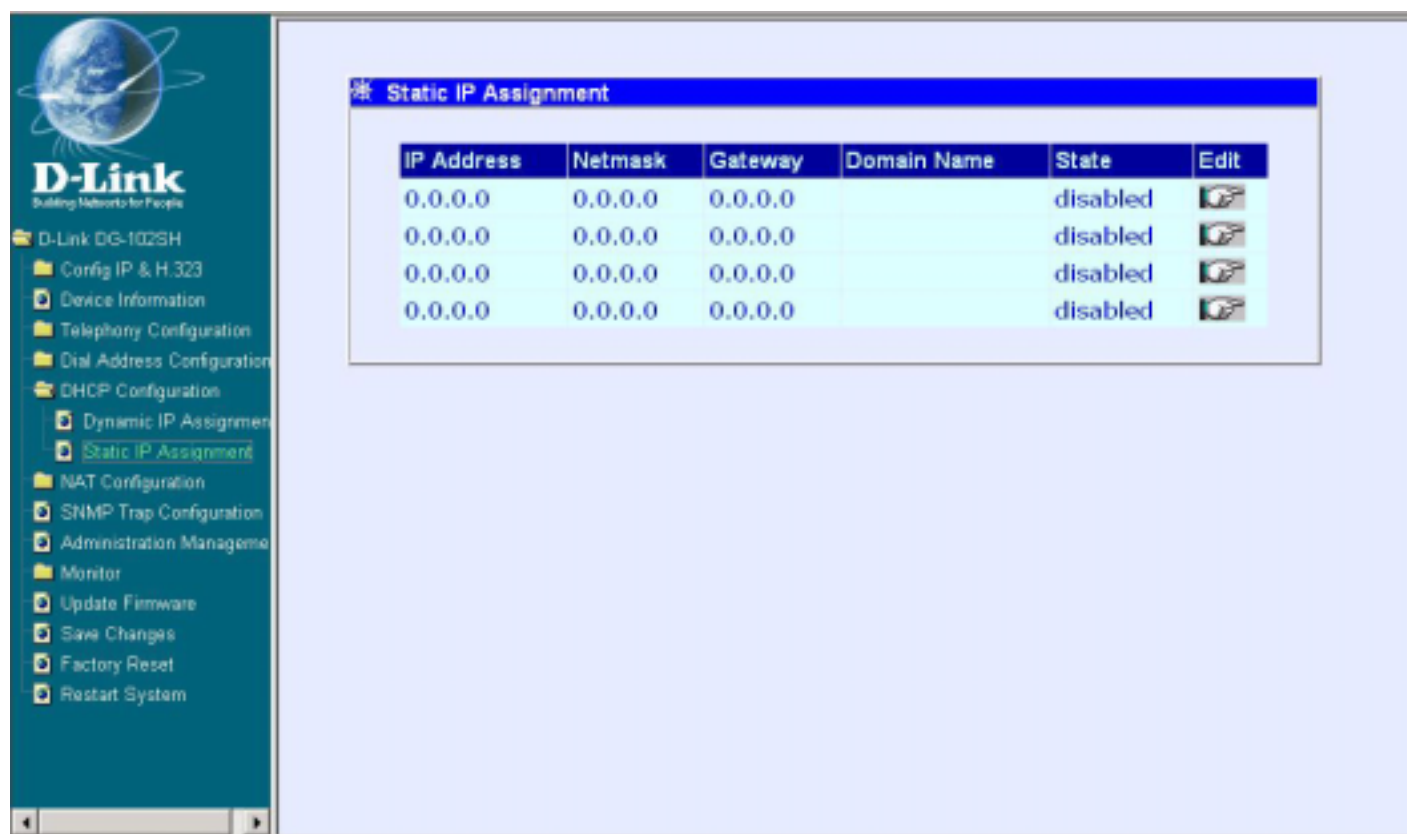 D-Link
Building Networks for People
D-Link DG-102SH
Config IP & H.323
Device Information
Telephony Configuration
Dial Address Configuration
DHCP Configuration
Dynamic IP Assignmen
Static IP Assignment
NAT Configuration
SNMP Trap Configuration
Administration Manageme
Monitor
Update Firmware
Save Changes
Factory Reset
Restart System
Static IP Assignment
IP Address Netmask Gateway Domain Name State Edit
0.0.0.0 0.0.0.0 0.0.0.0 disabled
0.0.0.0 0.0.0.0 0.0.0.0 disabled
0.0.0.0 0.0.0.0 0.0.0.0 disabled
0.0.0.0 0.0.0.0 0.0.0.0 disabled